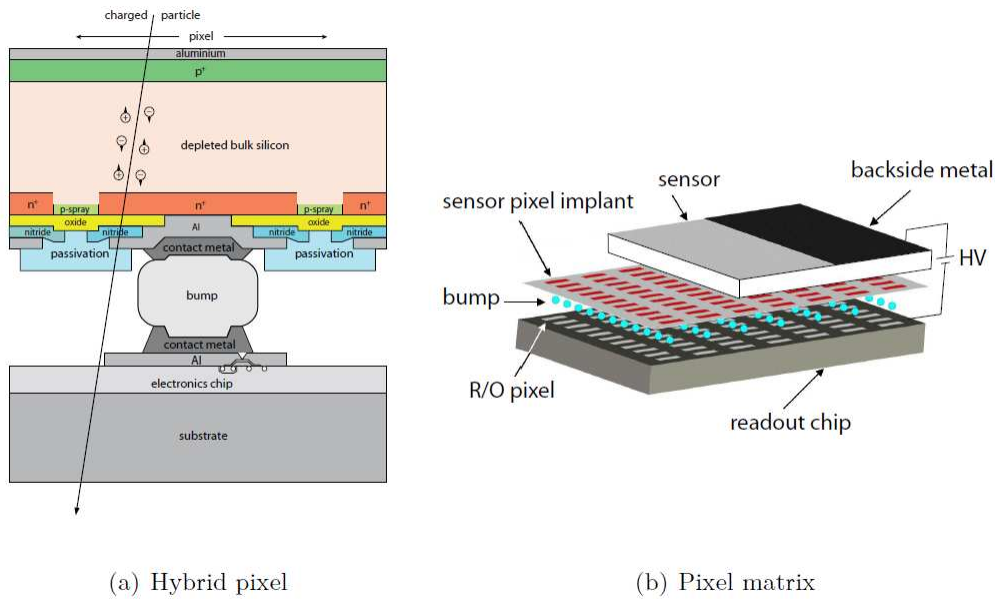 charged particle
pixel
aluminium
p+
⊕ ⊖
⊖ ⊕
⊕ ⊖
depleted bulk silicon
n+ n+ n+
p-spray p-spray
oxide oxide
Al
nitride nitride nitride nitride
contact metal
passivation passivation
bump
contact metal
Al
electronics chip
substrate
(a) Hybrid pixel
backside metal
sensor
sensor pixel implant
HV
bump
R/O pixel
readout chip
(b) Pixel matrix